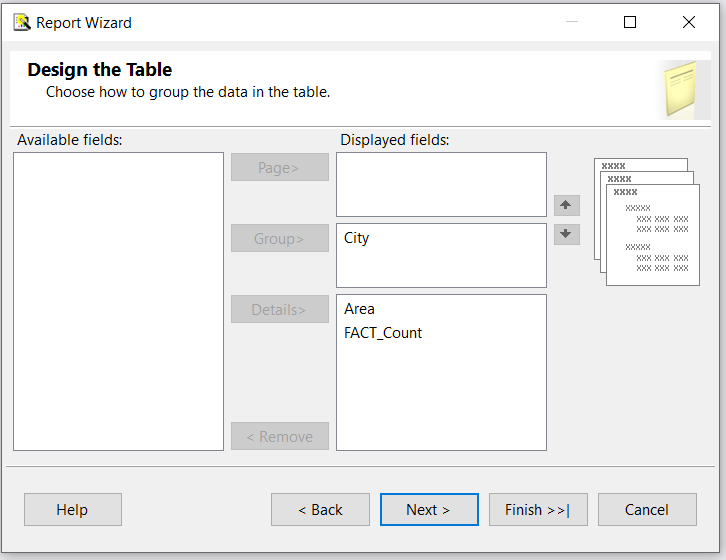 Report Wizard
Design the Table
Choose how to group the data in the table.
Available fields:
Displayed fields:
Page>
Group>
City
Details>
Area
FACT_Count
< Remove
xxxx
xxxx
xxxx
xxxxx
xxx xxx xxx
xxx xxx xxx
xxxxx
xxx xxx xxx
xxx xxx xxx
Help
< Back
Next >
Finish >>|
Cancel